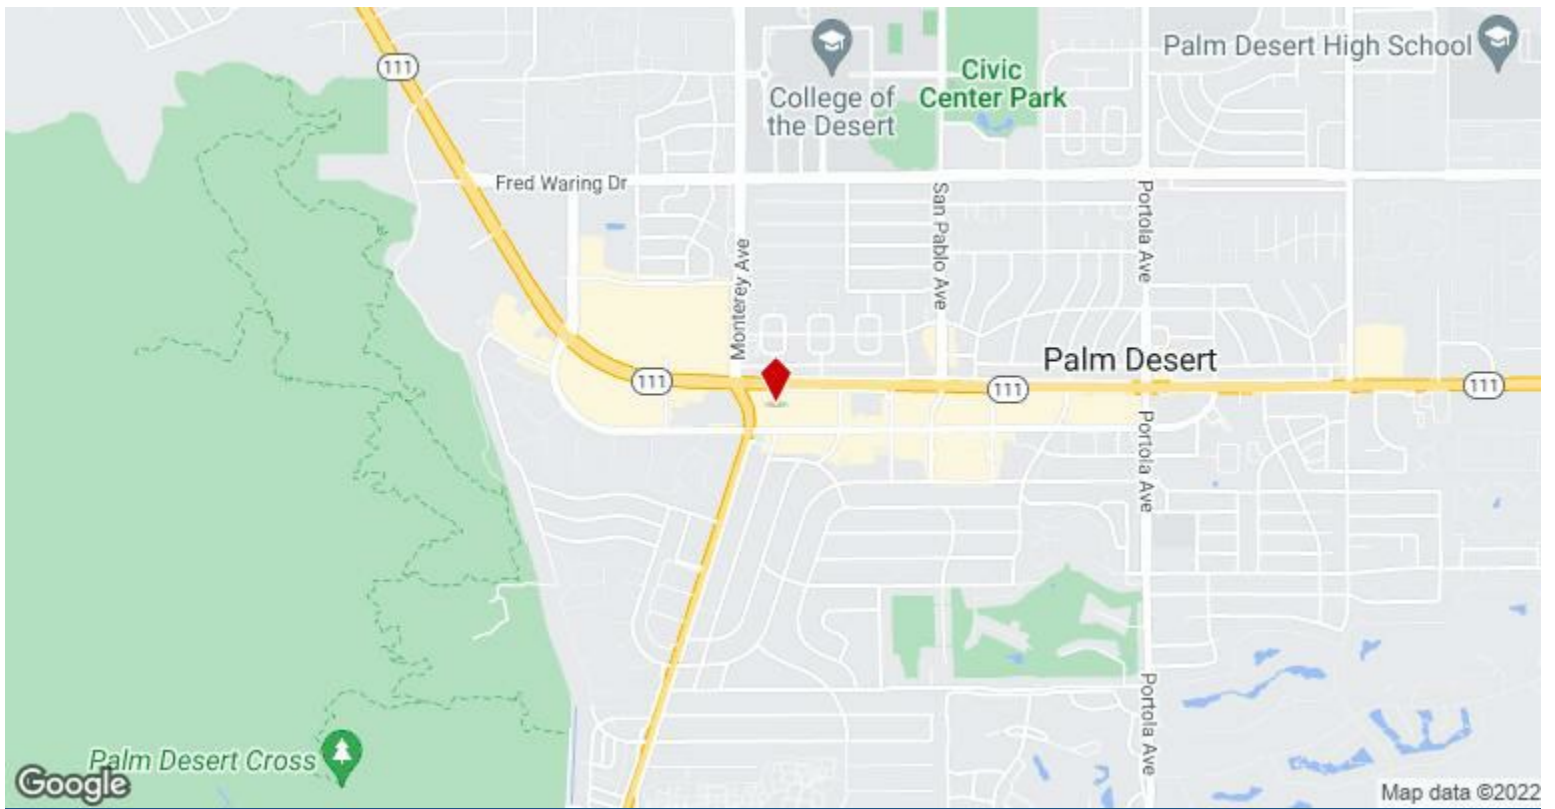 111
Palm Desert High School
Civic
Center Park
College of
the Desert
Fred Waring Dr
San Pablo Ave
Portola Ave
Monterey Ave
Palm Desert
111
111
111
Portola Ave
Portola Ave
Palm Desert Cross
Google
Map data ©2022